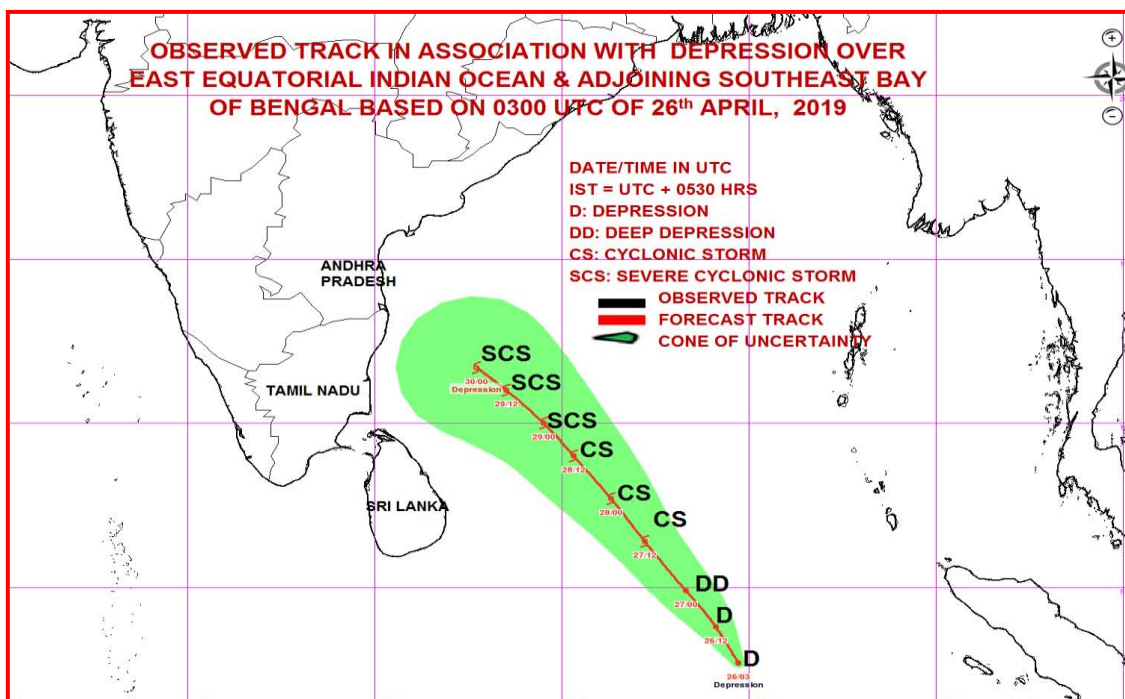 OBSERVED TRACK IN ASSOCIATION WITH DEPRESSION OVER
EAST EQUATORIAL INDIAN OCEAN & ADJOINING SOUTHEAST BAY
OF BENGAL BASED ON 0300 UTC OF 26th APRIL, 2019
DATE/TIME IN UTC
IST = UTC + 0530 HRS
D: DEPRESSION
DD: DEEP DEPRESSION
CS: CYCLONIC STORM
SCS: SEVERE CYCLONIC STORM
OBSERVED TRACK
FORECAST TRACK
CONE OF UNCERTAINTY
ANDHRA
PRADESH
TAMIL NADU
SRI LANKA
SCS
30/00
Depression
SCS
29/12
SCS
29/00
CS
28/12
CS
28/00
CS
27/12
DD
27/00
D
26/12
D
26/03
Depression